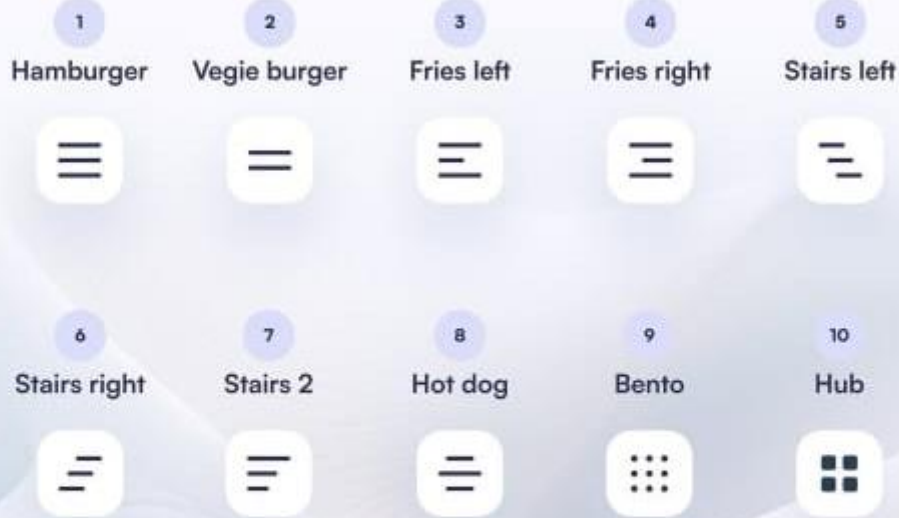 1 2 3 4 5
Hamburger Vegie burger Fries left Fries right Stairs left
6 7 8 9 10
Stairs right Stairs 2 Hot dog Bento Hub